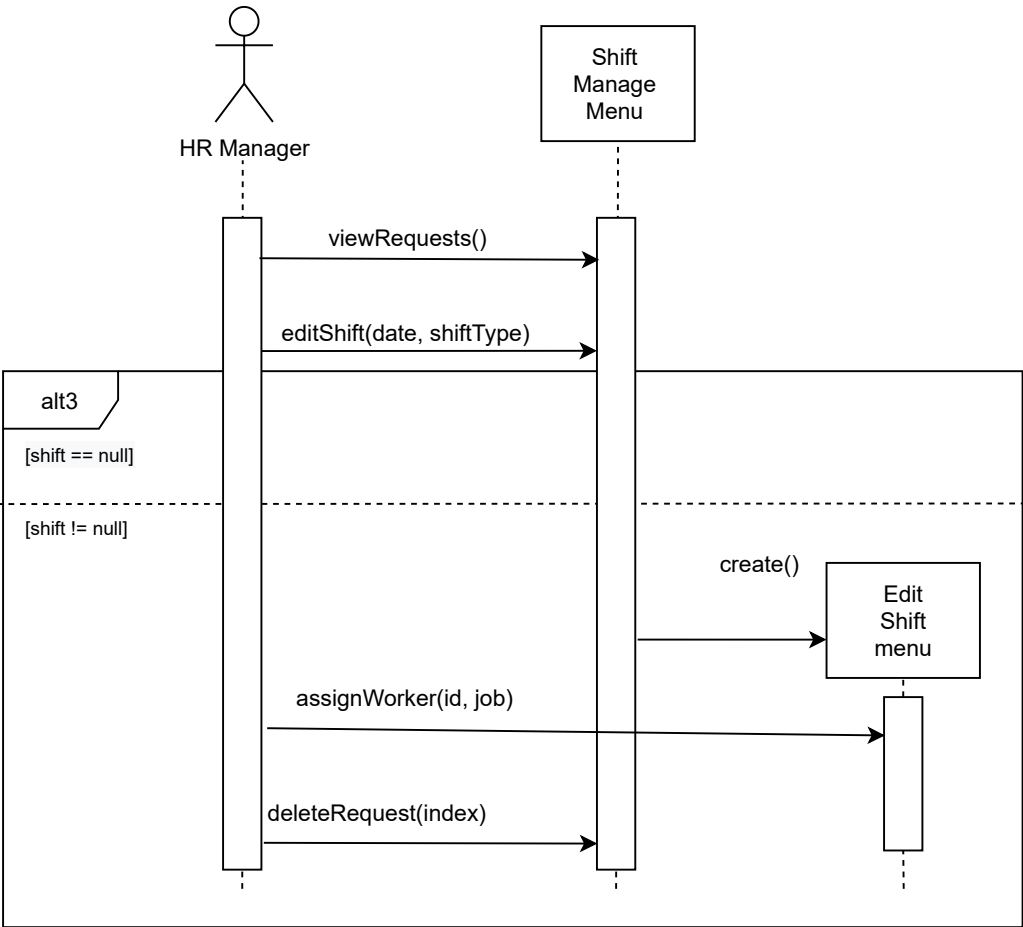 HR Manager
Shift
Manage
Menu
viewRequests()
editShift(date, shiftType)
alt3
[shift == null]
[shift != null]
create()
Edit
Shift
menu
assignWorker(id, job)
deleteRequest(index)